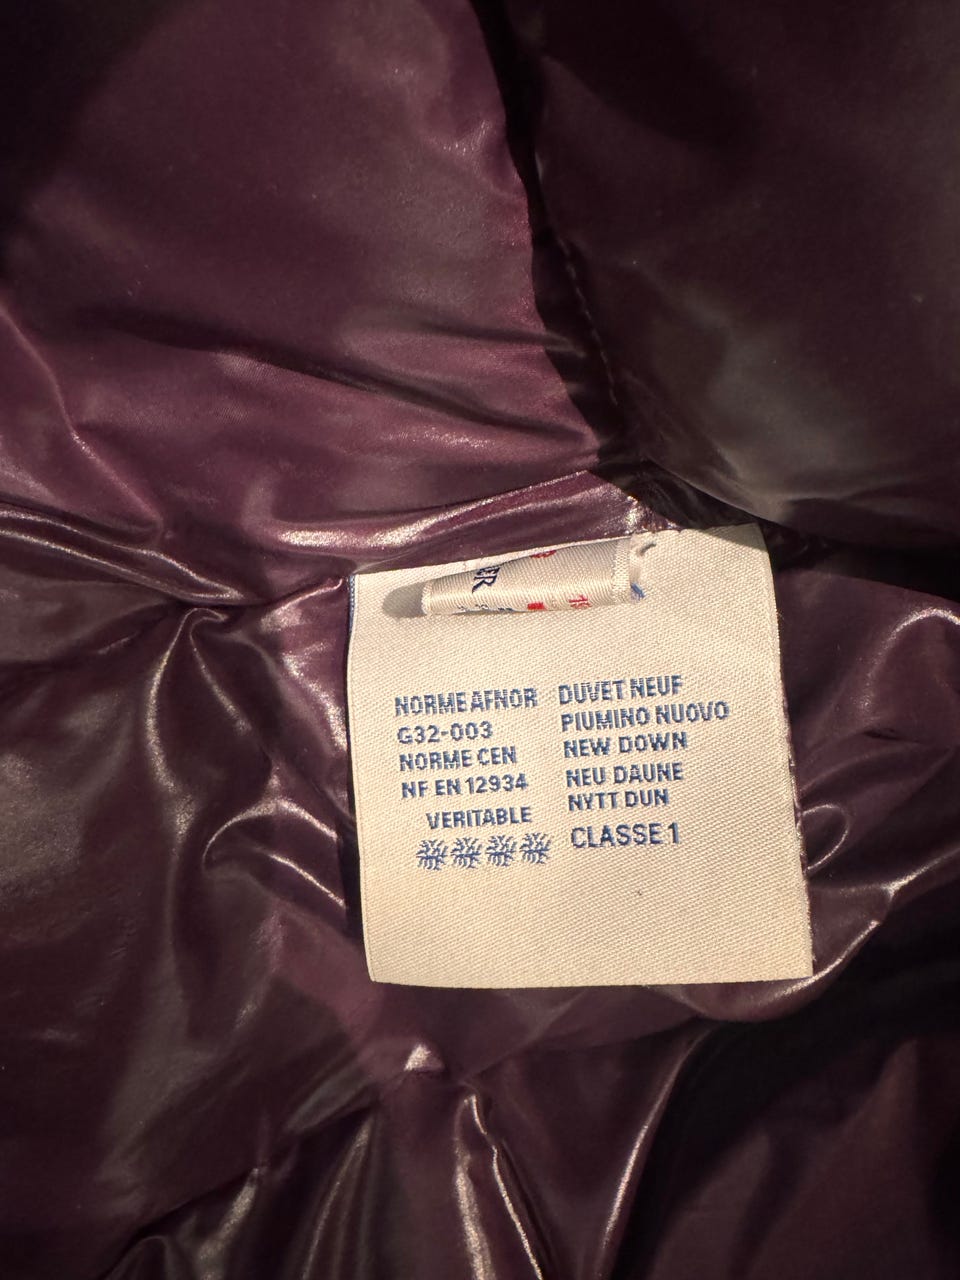 NORME AFNOR
G32-003
NORME CEN
NF EN 12934
VERITABLE
DUVET NEUF
PIUMINO NUOVO
NEW DOWN
NEU DAUNE
NYTT DUN
CLASSE 1